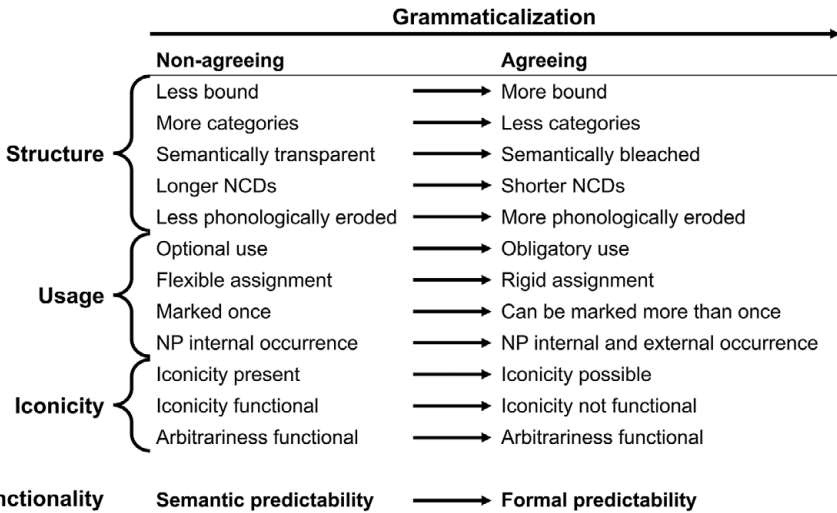 Grammaticalization
Non-agreeing Agreeing
Less bound More bound
More categories Less categories
Structure Semantically transparent Semantically bleached
Longer NCDs Shorter NCDs
Less phonologically eroded More phonologically eroded
Optional use Obligatory use
Flexible assignment Rigid assignment
Usage Marked once Can be marked more than once
NP internal occurrence NP internal and external occurrence
Iconicity present Iconicity possible
Iconicity Iconicity functional Iconicity not functional
Arbitrariness functional Arbitrariness functional
nctionality Semantic predictability Formal predictability